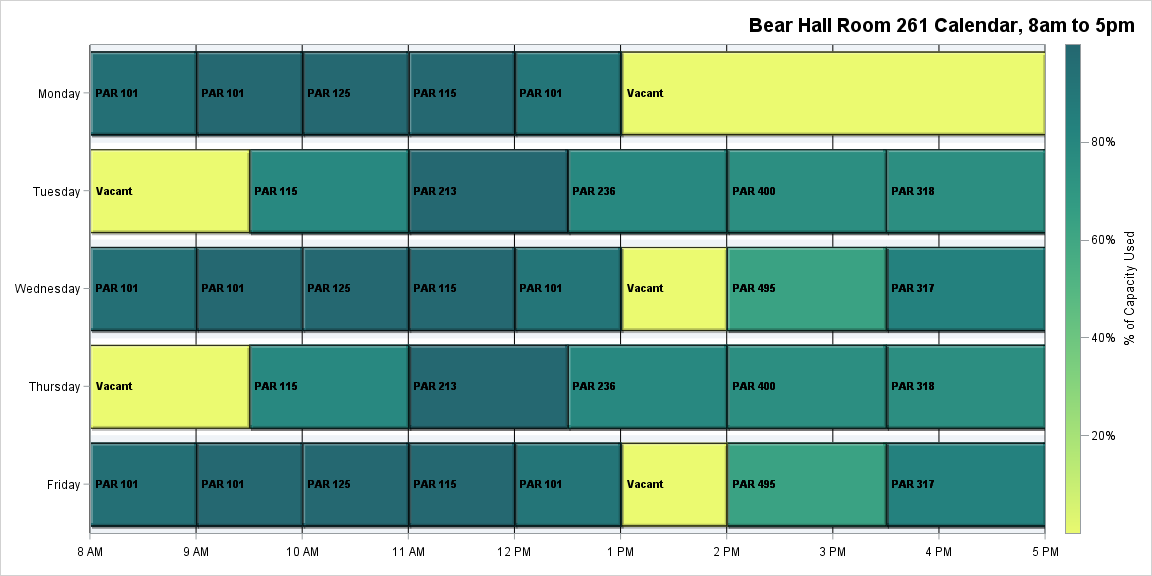 Bear Hall Room 261 Calendar, 8am to 5pm
Monday PAR 101 PAR 101 PAR 125 PAR 115 PAR 101 Vacant
Tuesday Vacant PAR 115 PAR 213 PAR 236 PAR 400 PAR 318
Wednesday PAR 101 PAR 101 PAR 125 PAR 115 PAR 101 Vacant PAR 495 PAR 317
Thursday Vacant PAR 115 PAR 213 PAR 236 PAR 400 PAR 318
Friday PAR 101 PAR 101 PAR 125 PAR 115 PAR 101 Vacant PAR 495 PAR 317
8 AM 9 AM 10 AM 11 AM 12 PM 1 PM 2 PM 3 PM 4 PM 5 PM
80%
60%
40%
20%
% of Capacity Used